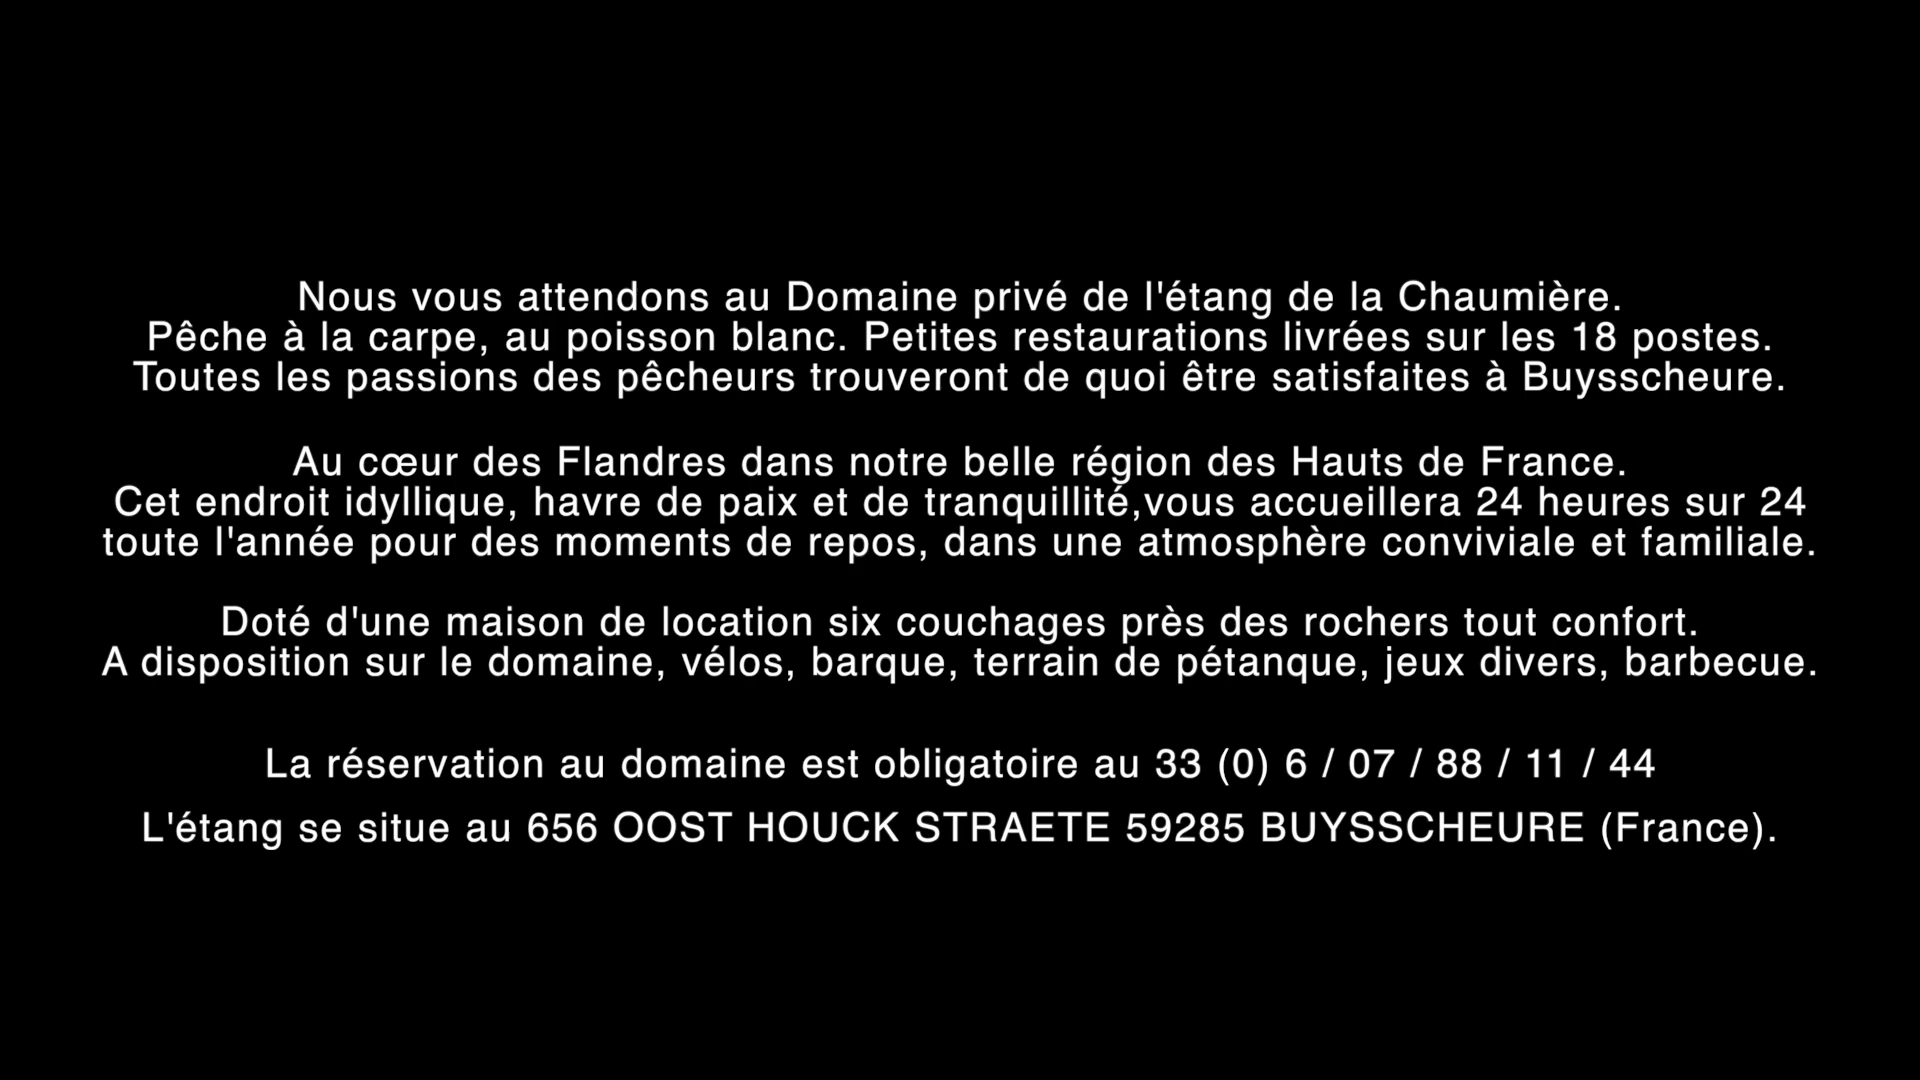 Nous vous attendons au Domaine privé de l'étang de la Chaumière.
Pêche à la carpe, au poisson blanc. Petites restaurations livrées sur les 18 postes.
Toutes les passions des pêcheurs trouveront de quoi être satisfaites à Buysscheure.
Au cœur des Flandres dans notre belle région des Hauts de France.
Cet endroit idyllique, havre de paix et de tranquillité,vous accueillera 24 heures sur 24
toute l'année pour des moments de repos, dans une atmosphère conviviale et familiale.
Doté d'une maison de location six couchages près des rochers tout confort.
A disposition sur le domaine, vélos, barque, terrain de pétanque, jeux divers, barbecue.
La réservation au domaine est obligatoire au 33 (0) 6 / 07 / 88 / 11 / 44
L'étang se situe au 656 OOST HOUCK STRAETE 59285 BUYSSCHEURE (France).